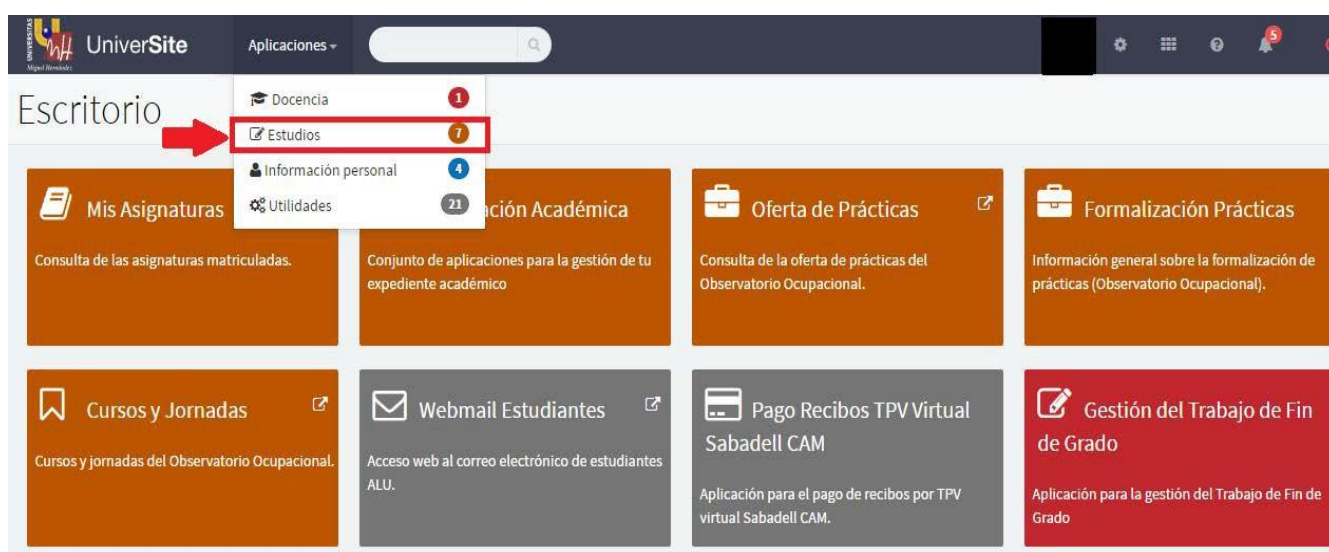 UNIVERSITAS
Miguel Hernández
UniverSite
Aplicaciones
5
Escritorio
Docencia 1
Estudios 7
Información personal 4
Utilidades 21
Mis Asignaturas
Consulta de las asignaturas matriculadas.
ción Académica
Conjunto de aplicaciones para la gestión de tu
expediente académico
Oferta de Prácticas
Consulta de la oferta de prácticas del
Observatorio Ocupacional.
Formalización Prácticas
Información general sobre la formalización de
prácticas (Observatorio Ocupacional).
Cursos y Jornadas
Cursos y jornadas del Observatorio Ocupacional.
Webmail Estudiantes
Acceso web al correo electrónico de estudiantes
ALU.
Pago Recibos TPV Virtual
Sabadell CAM
Aplicación para el pago de recibos por TPV
virtual Sabadell CAM.
Gestión del Trabajo de Fin
de Grado
Aplicación para la gestión del Trabajo de Fin de
Grado